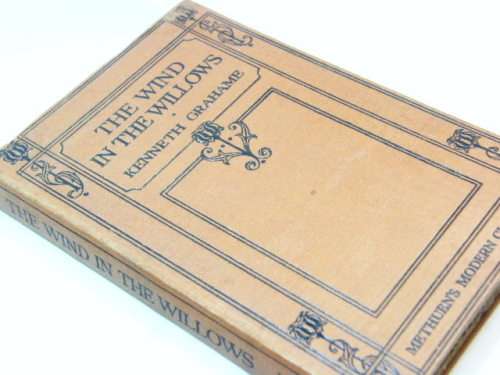 THE WIND
IN THE WILLOWS
KENNETH GRAHAME
METHUEN'S MODERN
THE WIND IN THE WILLOWS